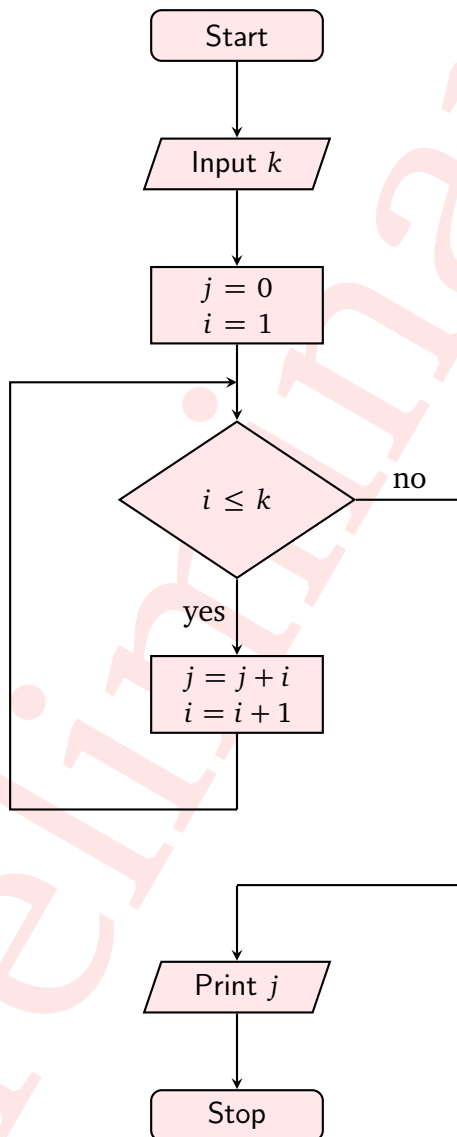 Start
Input k
j = 0
i = 1
i ≤ k
no
yes
j = j + i
i = i + 1
Print j
Stop